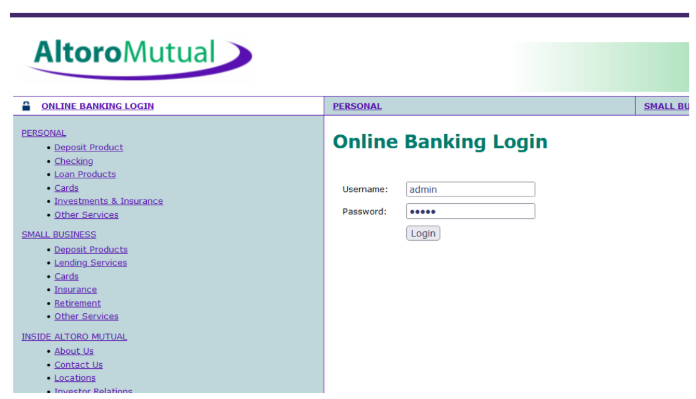 AltoroMutual
ONLINE BANKING LOGIN
PERSONAL
SMALL BU
PERSONAL
Deposit Product
Checking
Loan Products
Cards
Investments & Insurance
Other Services
SMALL BUSINESS
Deposit Products
Lending Services
Cards
Insurance
Retirement
Other Services
INSIDE ALTORO MUTUAL
About Us
Contact Us
Locations
Investor Relations
Online Banking Login
Username: admin
Password: •••••
Login